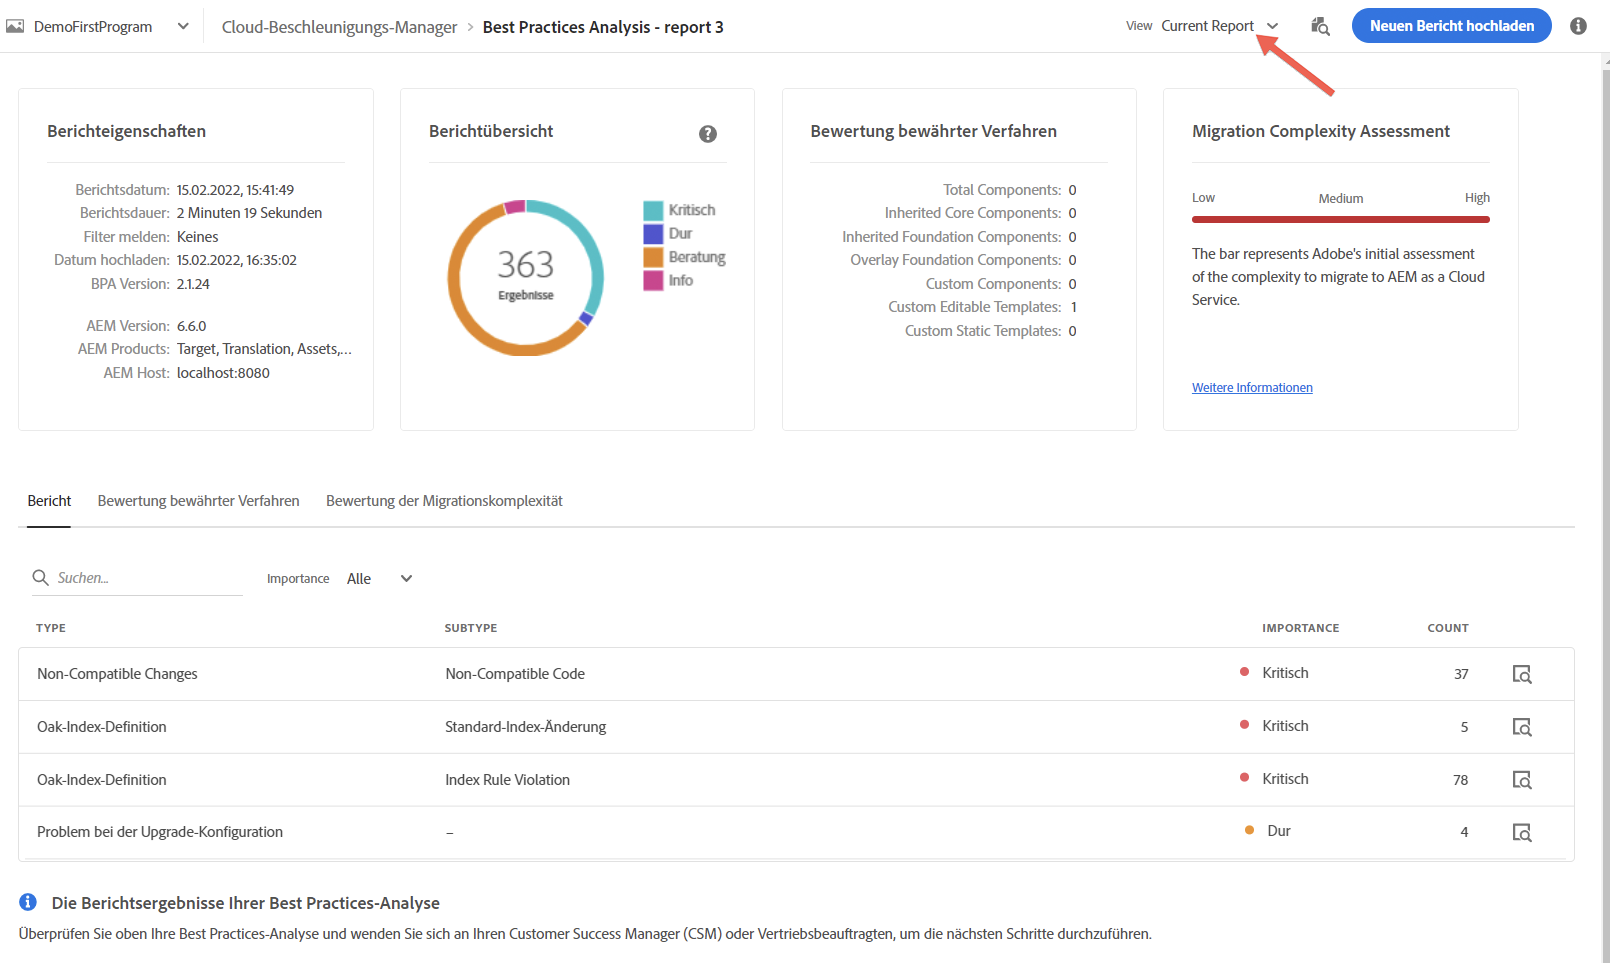 DemoFirstProgram
Cloud-Beschleunigungs-Manager > Best Practices Analysis - report 3
View Current Report
Neuen Bericht hochladen
Berichteigenschaften
Berichtsdatum: 15.02.2022, 15:41:49
Berichtsdauer: 2 Minuten 19 Sekunden
Filter melden: Keines
Datum hochladen: 15.02.2022, 16:35:02
BPA Version: 2.1.24
AEM Version: 6.6.0
AEM Products: Target, Translation, Assets,...
AEM Host: localhost:8080
Berichtübersicht
?
363
Ergebnisse
Kritisch
Dur
Beratung
Info
Bewertung bewährter Verfahren
Total Components: 0
Inherited Core Components: 0
Inherited Foundation Components: 0
Overlay Foundation Components: 0
Custom Components: 0
Custom Editable Templates: 1
Custom Static Templates: 0
Migration Complexity Assessment
Low Medium High
The bar represents Adobe's initial assessment
of the complexity to migrate to AEM as a Cloud
Service.
Weitere Informationen
Bericht Bewertung bewährter Verfahren Bewertung der Migrationskomplexität
Suchen... Importance Alle
TYPE SUBTYPE IMPORTANCE COUNT
Non-Compatible Changes Non-Compatible Code Kritisch 37
Oak-Index-Definition Standard-Index-Änderung Kritisch 5
Oak-Index-Definition Index Rule Violation Kritisch 78
Problem bei der Upgrade-Konfiguration – Dur 4
Die Berichtsergebnisse Ihrer Best Practices-Analyse
Überprüfen Sie oben Ihre Best Practices-Analyse und wenden Sie sich an Ihren Customer Success Manager (CSM) oder Vertriebsbeauftragten, um die nächsten Schritte durchzuführen.